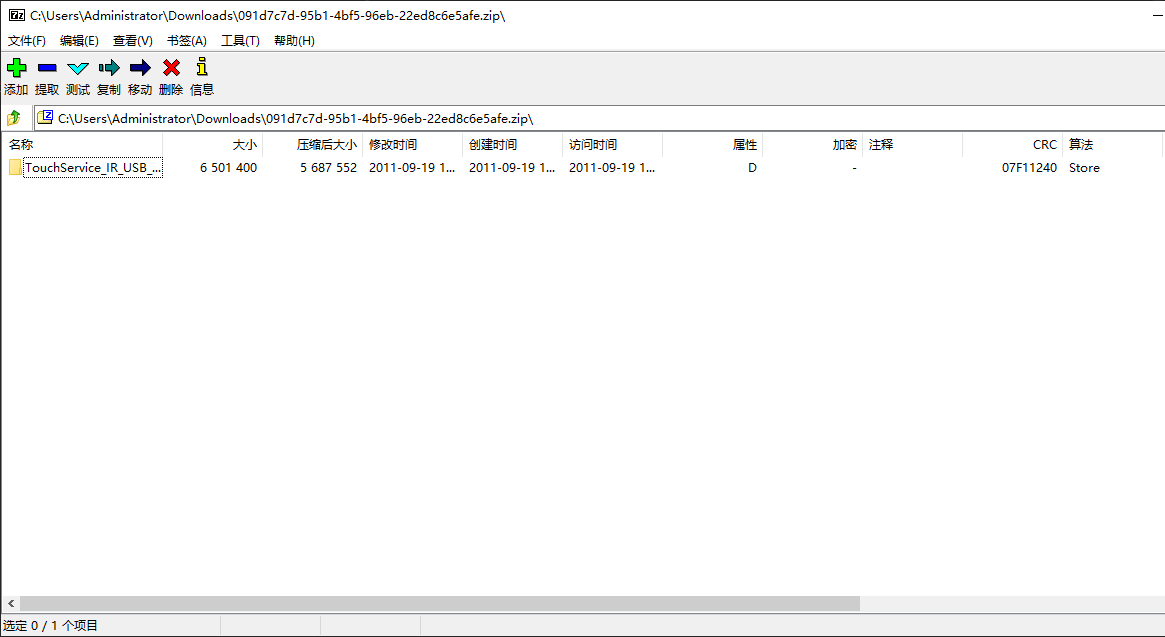 C:\Users\Administrator\Downloads\091d7c7d-95b1-4bf5-96eb-22ed8c6e5afe.zip\
文件(F) 编辑(E) 查看(V) 书签(A) 工具(T) 帮助(H)
添加 提取 测试 复制 移动 删除 信息
C:\Users\Administrator\Downloads\091d7c7d-95b1-4bf5-96eb-22ed8c6e5afe.zip\
名称 大小 压缩后大小 修改时间 创建时间 访问时间 属性 加密 注释 CRC 算法
TouchService_IR_USB_... 6 501 400 5 687 552 2011-09-19 1... 2011-09-19 1... 2011-09-19 1... D - 07F11240 Store
选定 0 / 1 个项目